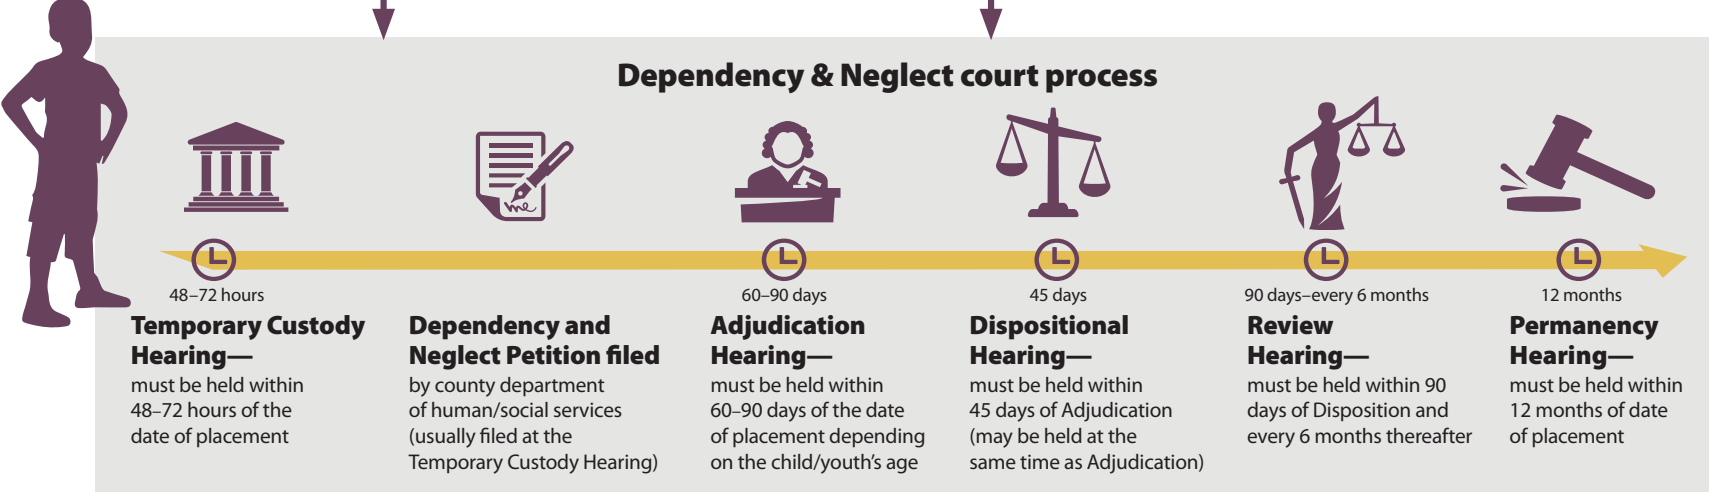 Dependency & Neglect court process
48–72 hours
Temporary Custody
Hearing—
must be held within
48–72 hours of the
date of placement
Dependency and
Neglect Petition filed
by county department
of human/social services
(usually filed at the
Temporary Custody Hearing)
60–90 days
Adjudication
Hearing—
must be held within
60–90 days of the date
of placement depending
on the child/youth’s age
45 days
Dispositional
Hearing—
must be held within
45 days of Adjudication
(may be held at the
same time as Adjudication)
90 days–every 6 months
Review
Hearing—
must be held within 90
days of Disposition and
every 6 months thereafter
12 months
Permanency
Hearing—
must be held within
12 months of date
of placement